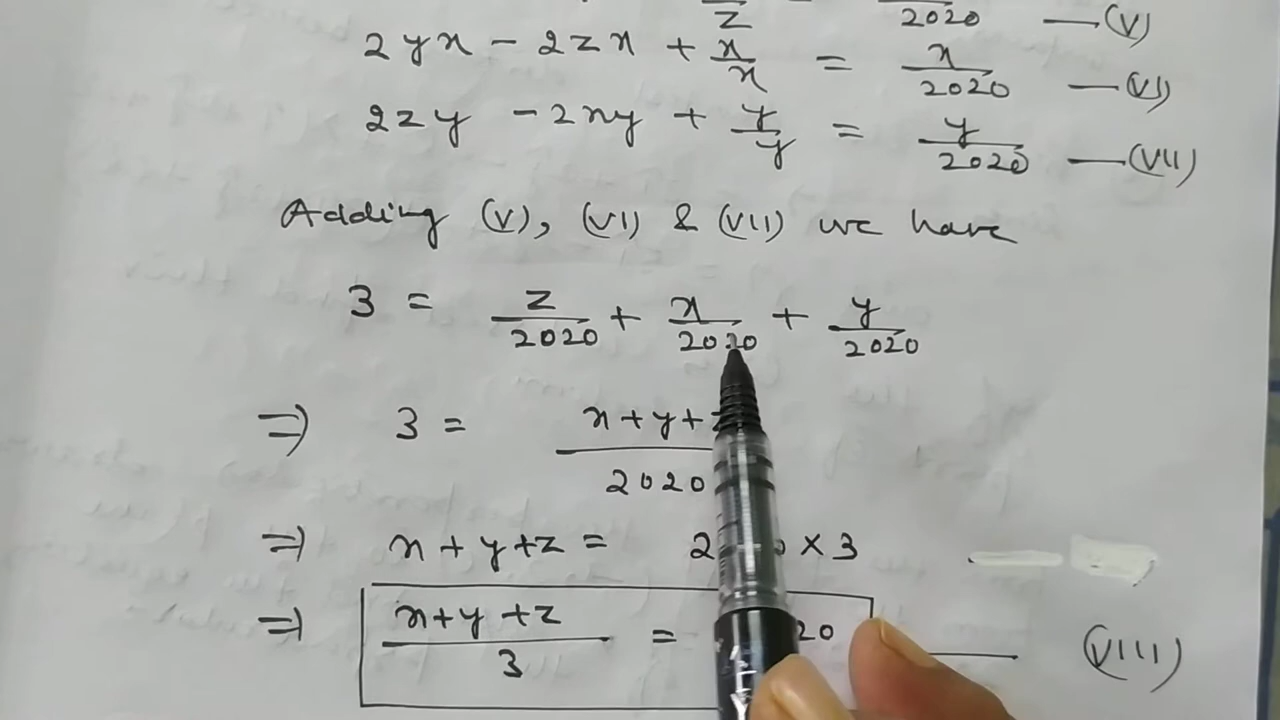 z 2020 —(V)
2yx - 2zx + x/x = x/2020 —(VI)
2zy - 2xy + y/y = y/2020 —(VII)
Adding (V), (VI) & (VII) we have
3 = z/2020 + x/2020 + y/2020
⇒ 3 = x+y+ 2020
⇒ x+y+z = 2 × 3
⇒ x+y+z/3 = 20 — (VIII)